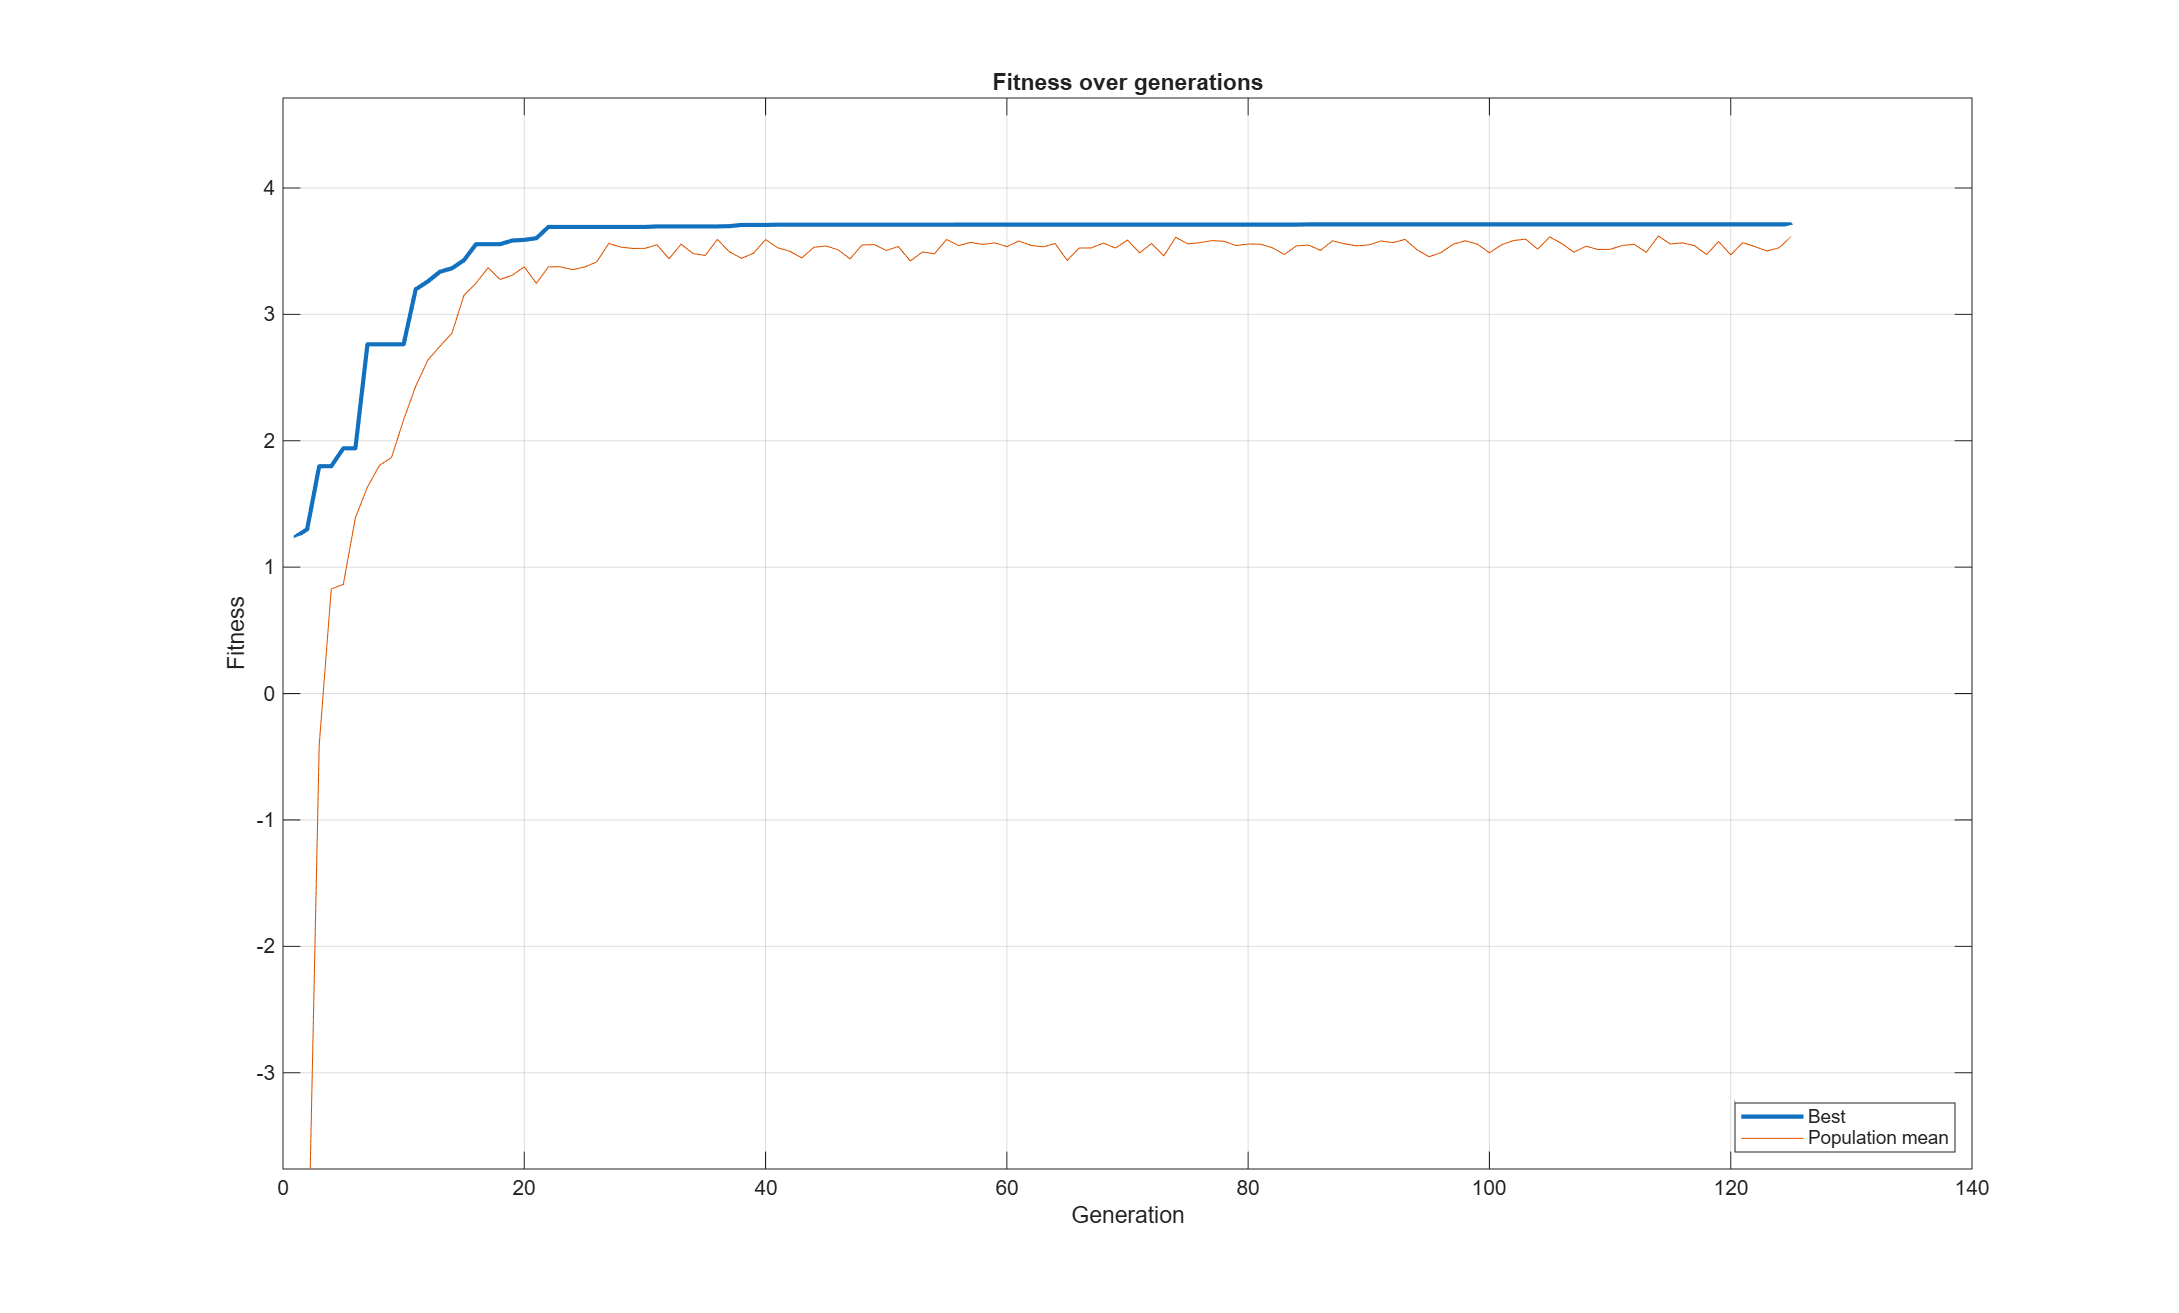 Fitness over generations
4
3
2
1
0
-1
-2
-3
Fitness
0 20 40 60 80 100 120 140
Generation
Best
Population mean